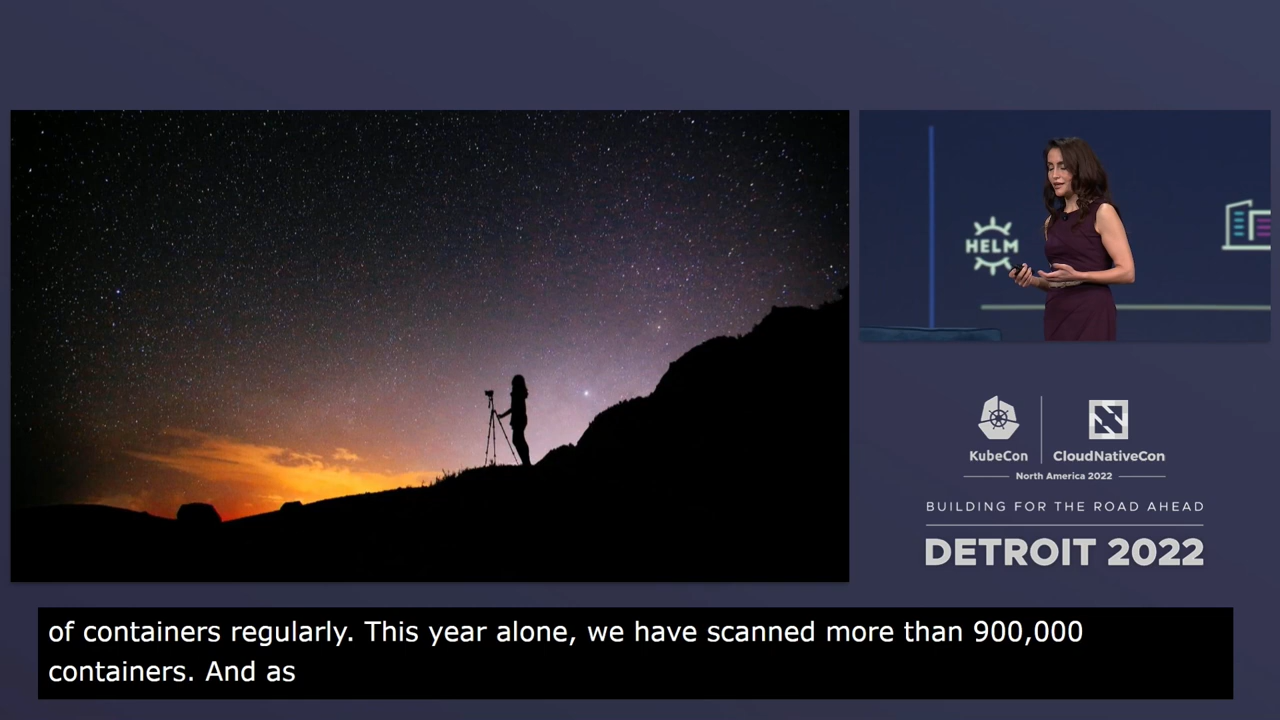 HELM
KubeCon
CloudNativeCon
North America 2022
BUILDING FOR THE ROAD AHEAD
DETROIT 2022
of containers regularly. This year alone, we have scanned more than 900,000
containers. And as